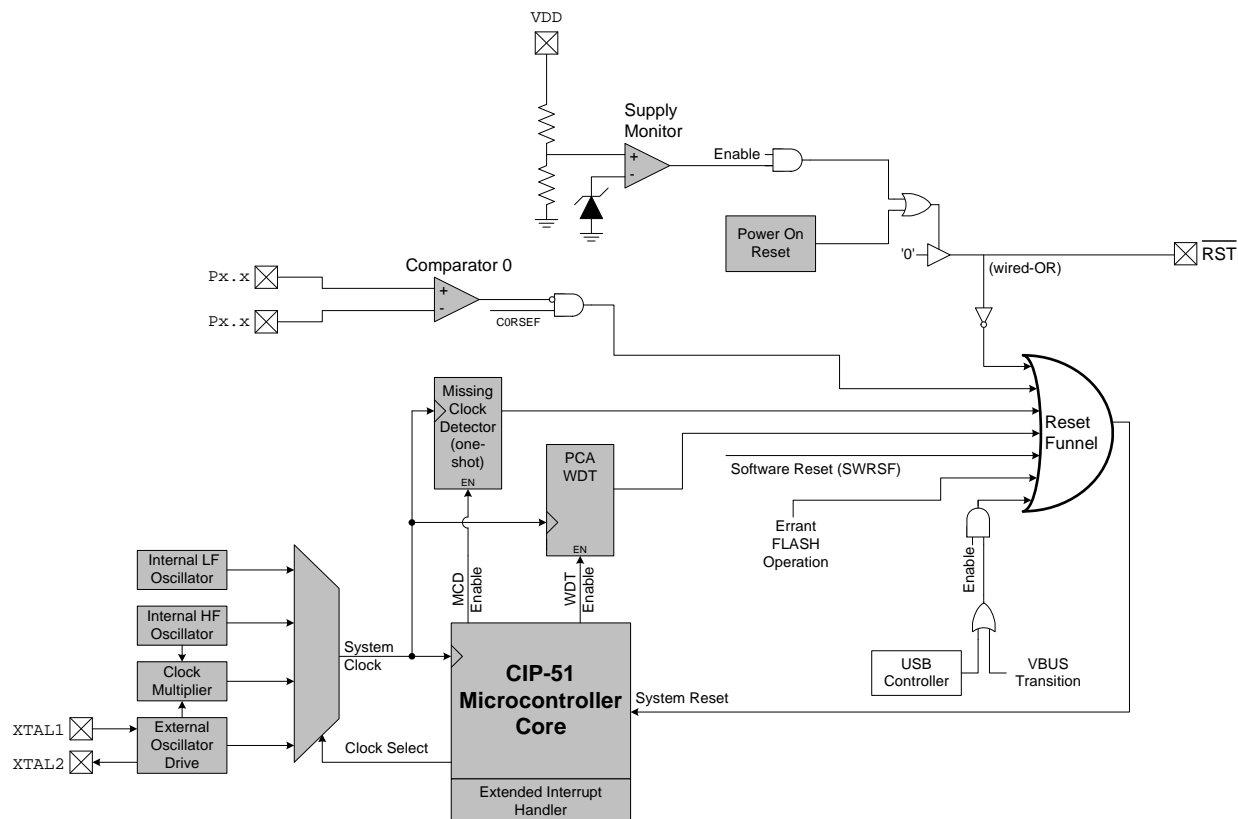 VDD
Supply
Monitor
+
-
Enable
Power On
Reset
'0'
(wired-OR)
RST
Px.x
Px.x
Comparator 0
+
-
C0RSEF
Missing
Clock
Detector
(one-
shot)
EN
PCA
WDT
EN
Software Reset (SWRSF)
Errant
FLASH
Operation
Reset
Funnel
Enable
USB
Controller
VBUS
Transition
Internal LF
Oscillator
Internal HF
Oscillator
Clock
Multiplier
External
Oscillator
Drive
XTAL1
XTAL2
System
Clock
Clock Select
MCD
Enable
WDT
Enable
CIP-51
Microcontroller
Core
System Reset
Extended Interrupt
Handler